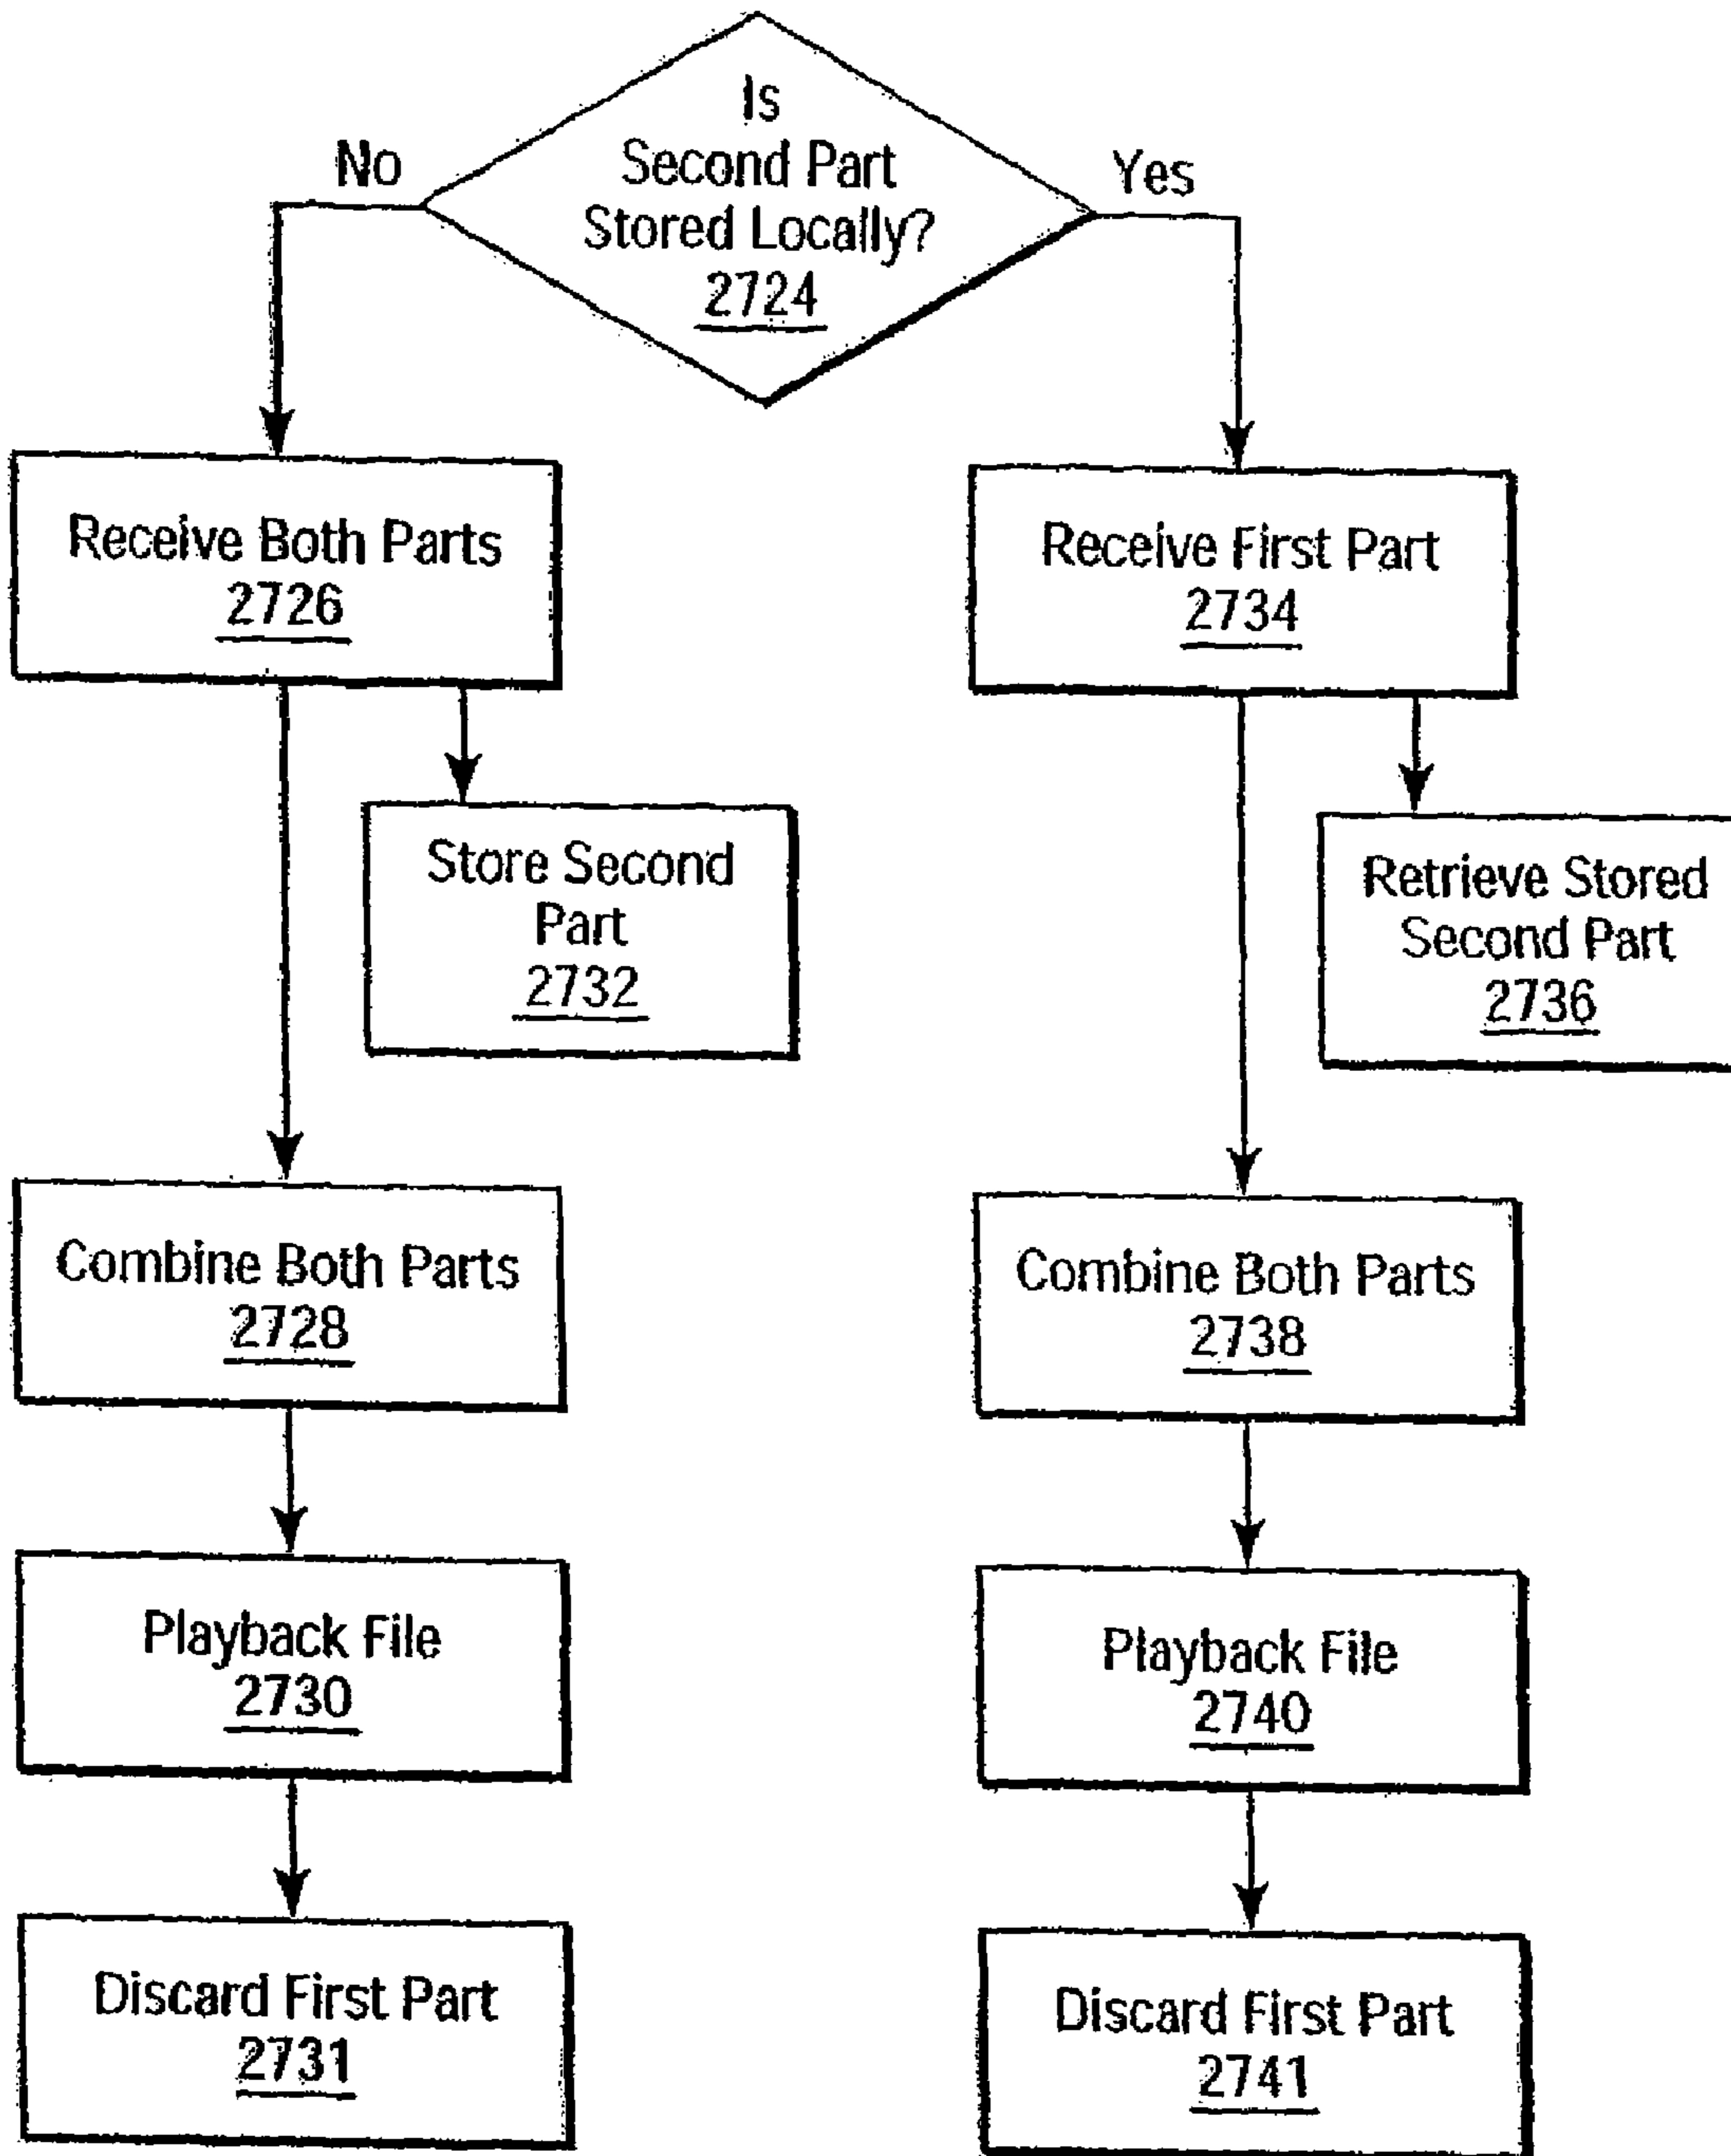 Is
Second Part
Stored Locally?
2724
No
Yes
Receive Both Parts
2726
Receive First Part
2734
Store Second
Part
2732
Retrieve Stored
Second Part
2736
Combine Both Parts
2728
Combine Both Parts
2738
Playback File
2730
Playback File
2740
Discard First Part
2731
Discard First Part
2741